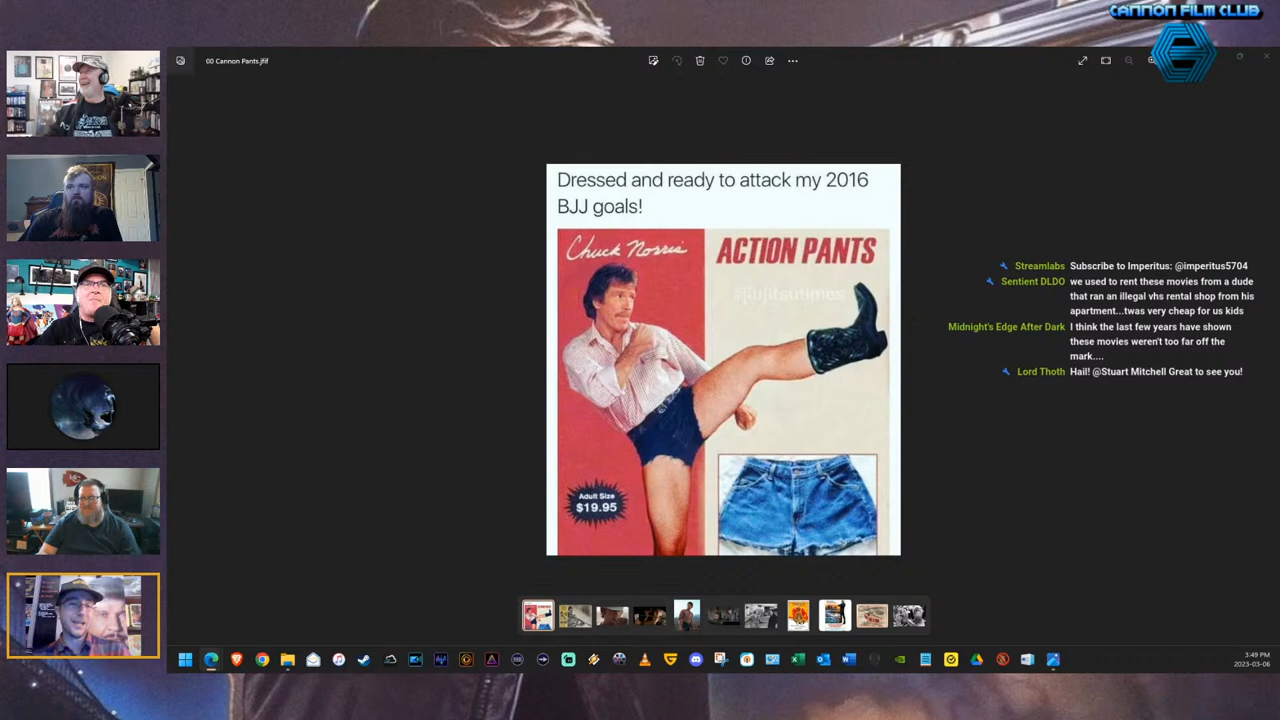 CANNON FILM CLUB
00 Cannon Pants.jfif
Dressed and ready to attack my 2016
BJJ goals!
Chuck Norris
ACTION PANTS
#jiujitsutimes
Adult Size
$19.95
Streamlabs Subscribe to Imperitus: @imperitus5704
Sentient DLDO we used to rent these movies from a dude
that ran an illegal vhs rental shop from his
apartment...twas very cheap for us kids
Midnight's Edge After Dark I think the last few years have shown
these movies weren't too far off the
mark....
Lord Thoth Hail! @Stuart Mitchell Great to see you!
3:49 PM
2023-03-06